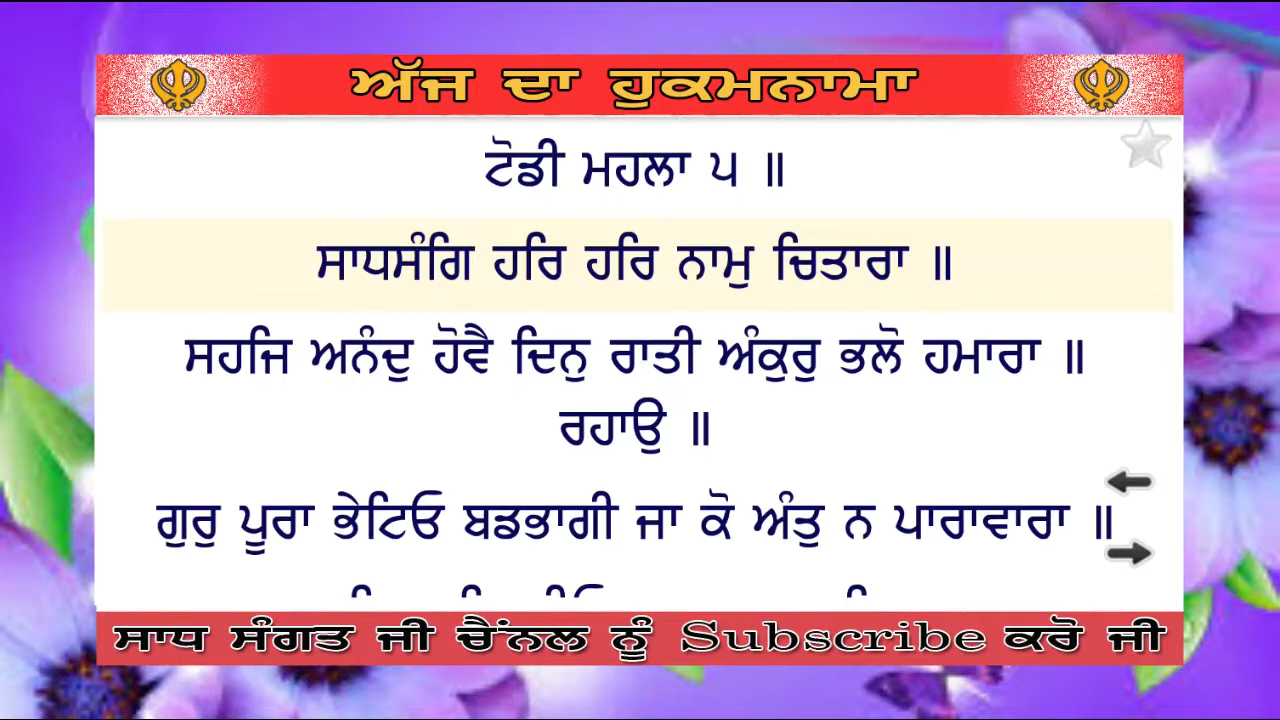 ਅੱਜ ਦਾ ਹੁਕਮਨਾਮਾ
ਟੋਡੀ ਮਹਲਾ ੫ ॥
ਸਾਧਸੰਗਿ ਹਰਿ ਹਰਿ ਨਾਮੁ ਚਿਤਾਰਾ ॥
ਸਹਜਿ ਅਨੰਦੁ ਹੋਵੈ ਦਿਨੁ ਰਾਤੀ ਅੰਕੁਰੁ ਭਲੋ ਹਮਾਰਾ ॥
ਰਹਾਉ ॥
ਗੁਰੁ ਪੂਰਾ ਭੇਟਿਓ ਬਡਭਾਗੀ ਜਾ ਕੋ ਅੰਤੁ ਨ ਪਾਰਾਵਾਰਾ ॥
ਸਾਧ ਸੰਗਤ ਜੀ ਚੈਂਨਲ ਨੂੰ Subscribe ਕਰੋ ਜੀ